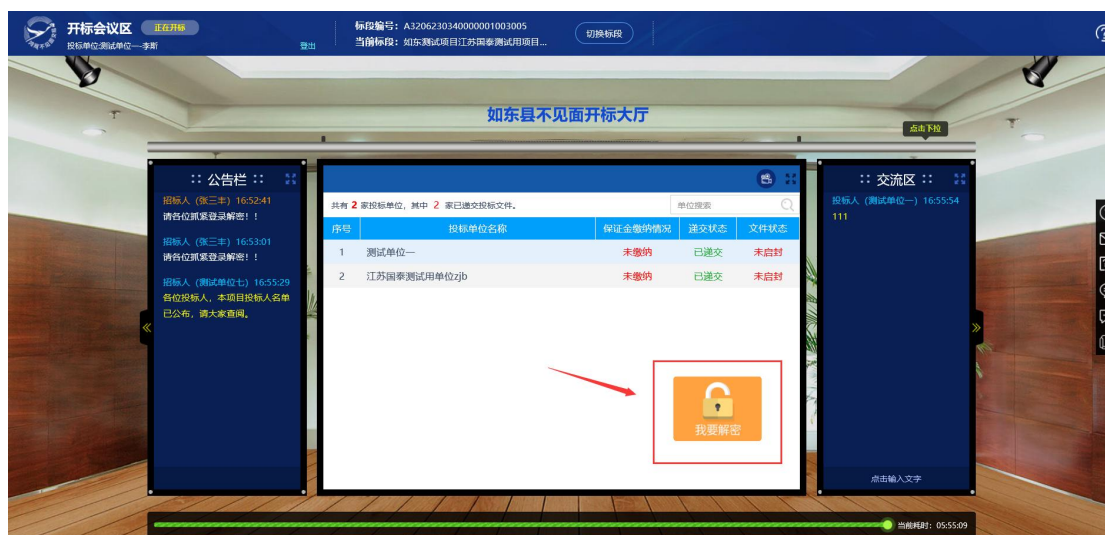 开标会议区 正在开标
投标单位:测试单位一---李斯 登出
标段编号：A3206230340000001003005
当前标段：如东测试项目江苏国泰测试用项目...
切换标段
如东县不见面开标大厅
点击下拉
:: 公告栏 ::
招标人（张三丰）16:52:41
请各位抓紧登录解密！！
招标人（张三丰）16:53:01
请各位抓紧登录解密！！
招标人（测试单位七）16:55:29
各位投标人，本项目投标人名单
已公布，请大家查阅。
共有 2 家投标单位，其中 2 家已递交投标文件。 单位搜索
序号 投标单位名称 保证金缴纳情况 递交状态 文件状态
1 测试单位一 未缴纳 已递交 未启封
2 江苏国泰测试用单位zjb 未缴纳 已递交 未启封
我要解密
:: 交流区 ::
投标人（测试单位一）16:55:54
111
点击输入文字
当前耗时：05:55:09